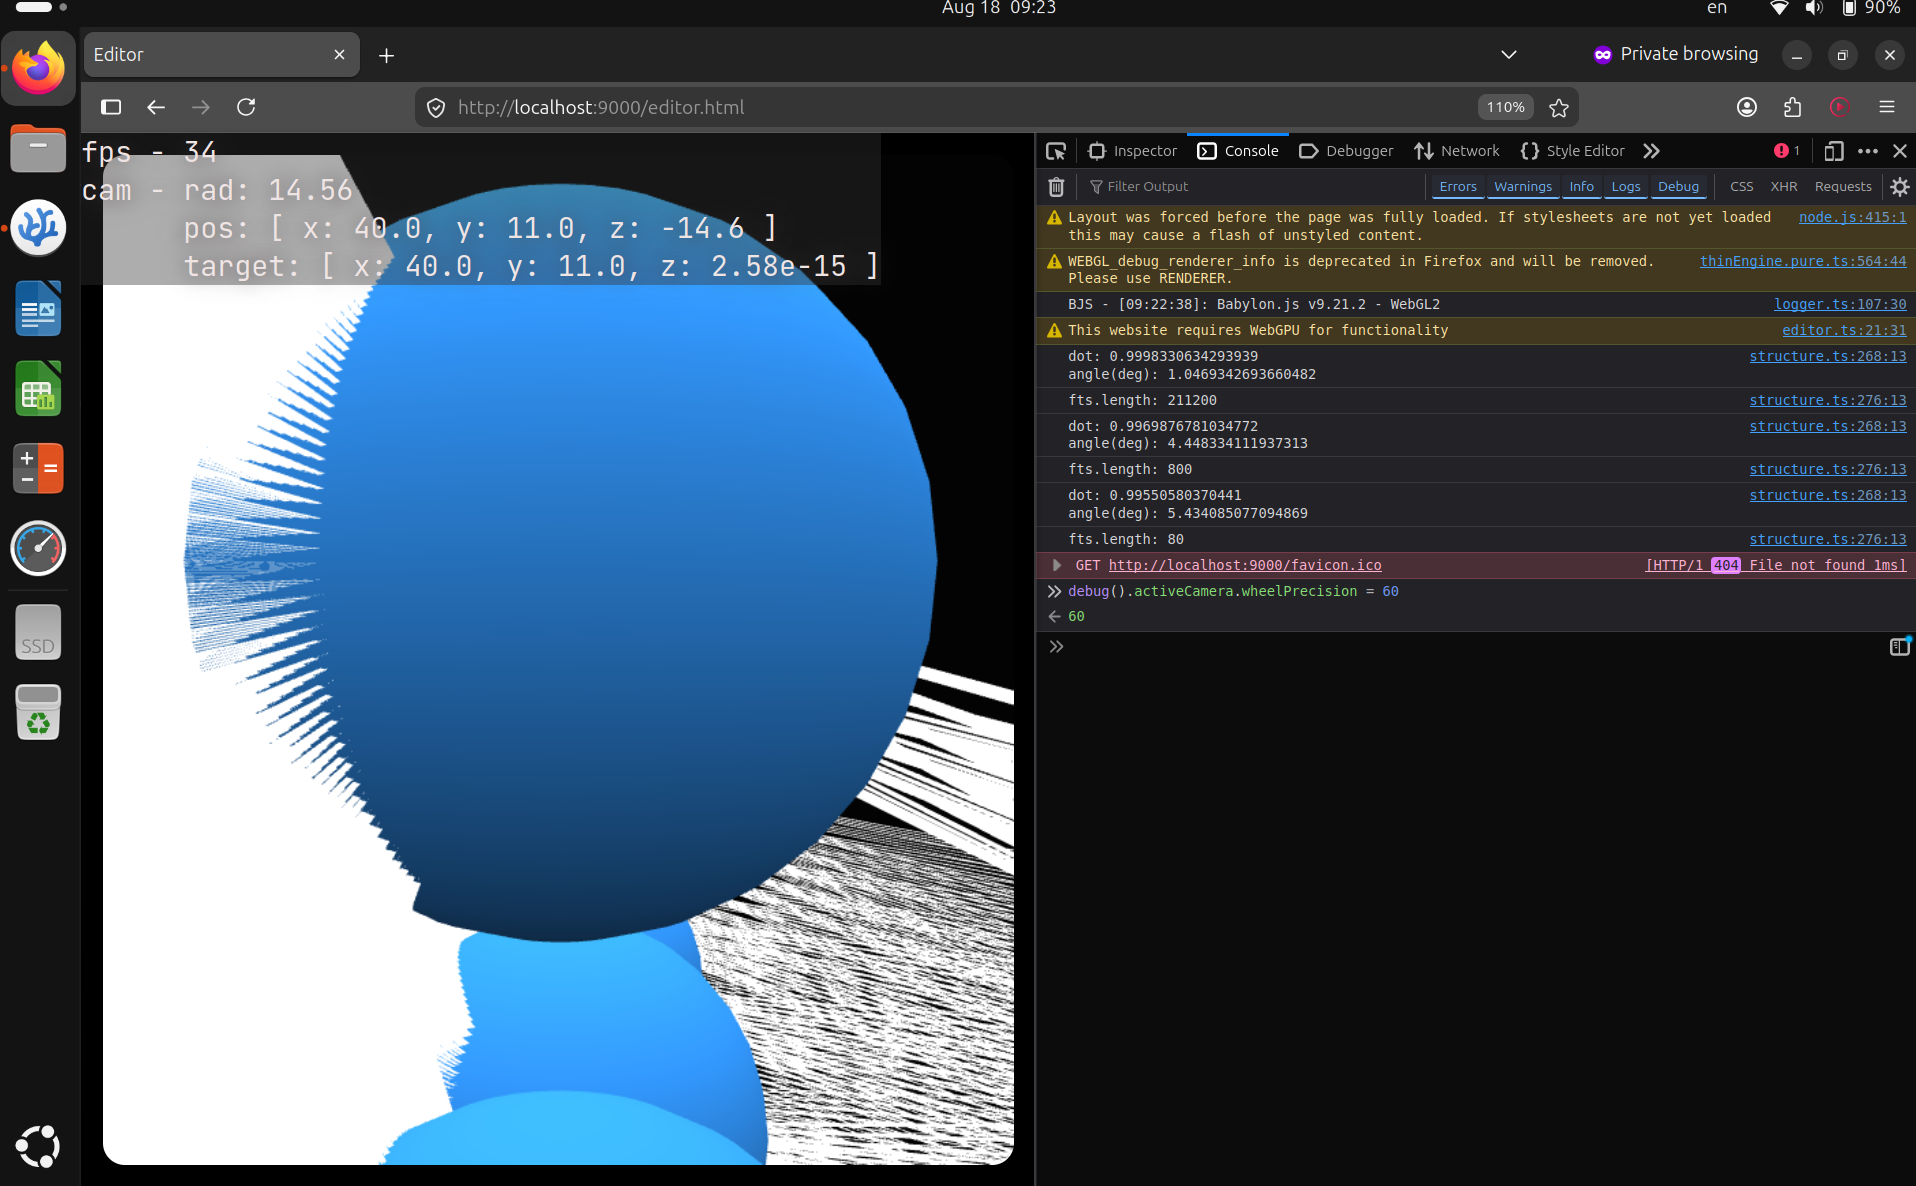 Aug 18  09:23
en
90%
Editor
Private browsing
http://localhost:9000/editor.html
110%
fps - 34
cam - rad: 14.56
pos: [ x: 40.0, y: 11.0, z: -14.6 ]
target: [ x: 40.0, y: 11.0, z: 2.58e-15 ]
Inspector
Console
Debugger
Network
Style Editor
1
Filter Output
Errors
Warnings
Info
Logs
Debug
CSS
XHR
Requests
Layout was forced before the page was fully loaded. If stylesheets are not yet loaded node.js:415:1
this may cause a flash of unstyled content.
WEBGL_debug_renderer_info is deprecated in Firefox and will be removed. thinEngine.pure.ts:564:44
Please use RENDERER.
BJS - [09:22:38]: Babylon.js v9.21.2 - WebGL2 logger.ts:107:30
This website requires WebGPU for functionality editor.ts:21:31
dot: 0.9998330634293939 structure.ts:268:13
angle(deg): 1.0469342693660482
fts.length: 211200 structure.ts:276:13
dot: 0.9969876781034772 structure.ts:268:13
angle(deg): 4.448334111937313
fts.length: 800 structure.ts:276:13
dot: 0.99550580370441 structure.ts:268:13
angle(deg): 5.434085077094869
fts.length: 80 structure.ts:276:13
GET http://localhost:9000/favicon.ico [HTTP/1 404 File not found 1ms]
debug().activeCamera.wheelPrecision = 60
60
SSD